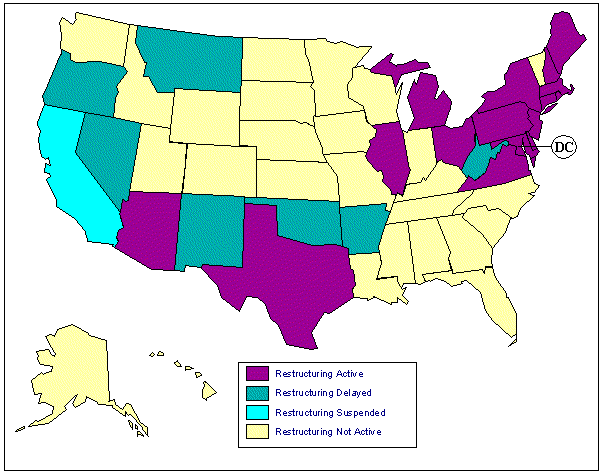 DC
Restructuring Active
Restructuring Delayed
Restructuring Suspended
Restructuring Not Active